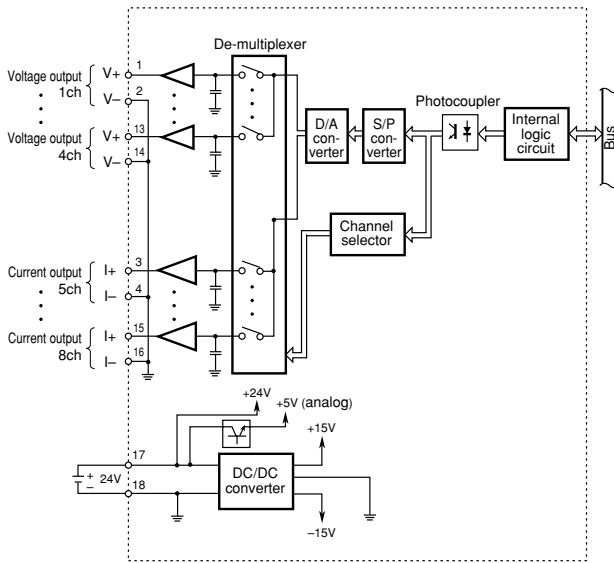 De-multiplexer
Voltage output
1ch
V+
1
V–
2
Voltage output
4ch
V+
13
V–
14
D/A
con-
verter
S/P
con-
verter
Photocoupler
Internal
logic
circuit
Bus
Channel
selector
Current output
5ch
I+
3
I–
4
Current output
8ch
I+
15
I–
16
+24V
+5V (analog)
+15V
17
+
– 24V
18
DC/DC
converter
–15V